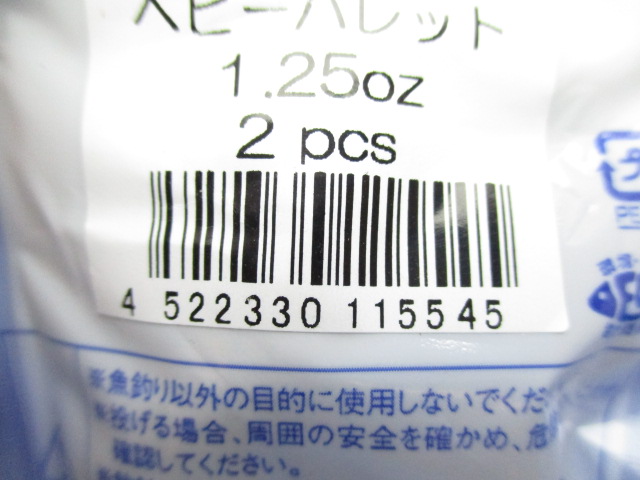 ヘビーバレット
1.25oz
2 pcs
4 522330 115545
※魚釣り以外の目的に使用しないでくだ
※投げる場合、周囲の安全を確かめ、危
確認してください。